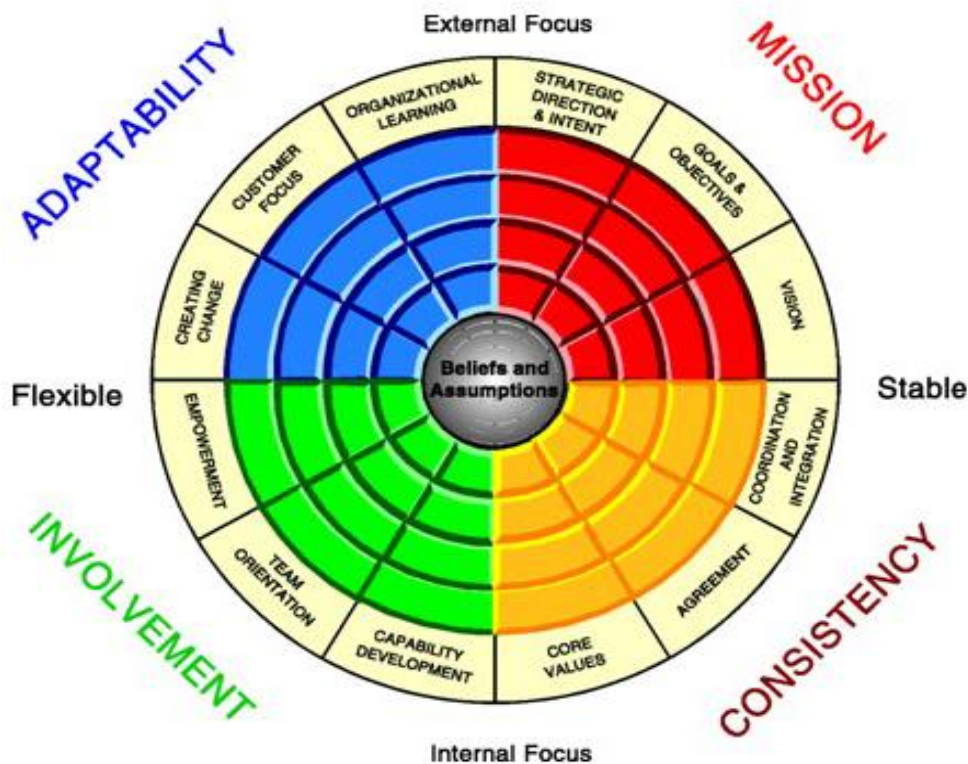 External Focus
ADAPTABILITY
MISSION
ORGANIZATIONAL
LEARNING
STRATEGIC
DIRECTION
& INTENT
CUSTOMER
FOCUS
GOALS &
OBJECTIVES
CREATING
CHANGE
VISION
Flexible
Beliefs and
Assumptions
Stable
EMPOWERMENT
COORDINATION
AND
INTEGRATION
TEAM
ORIENTATION
AGREEMENT
CAPABILITY
DEVELOPMENT
CORE
VALUES
INVOLVEMENT
CONSISTENCY
Internal Focus